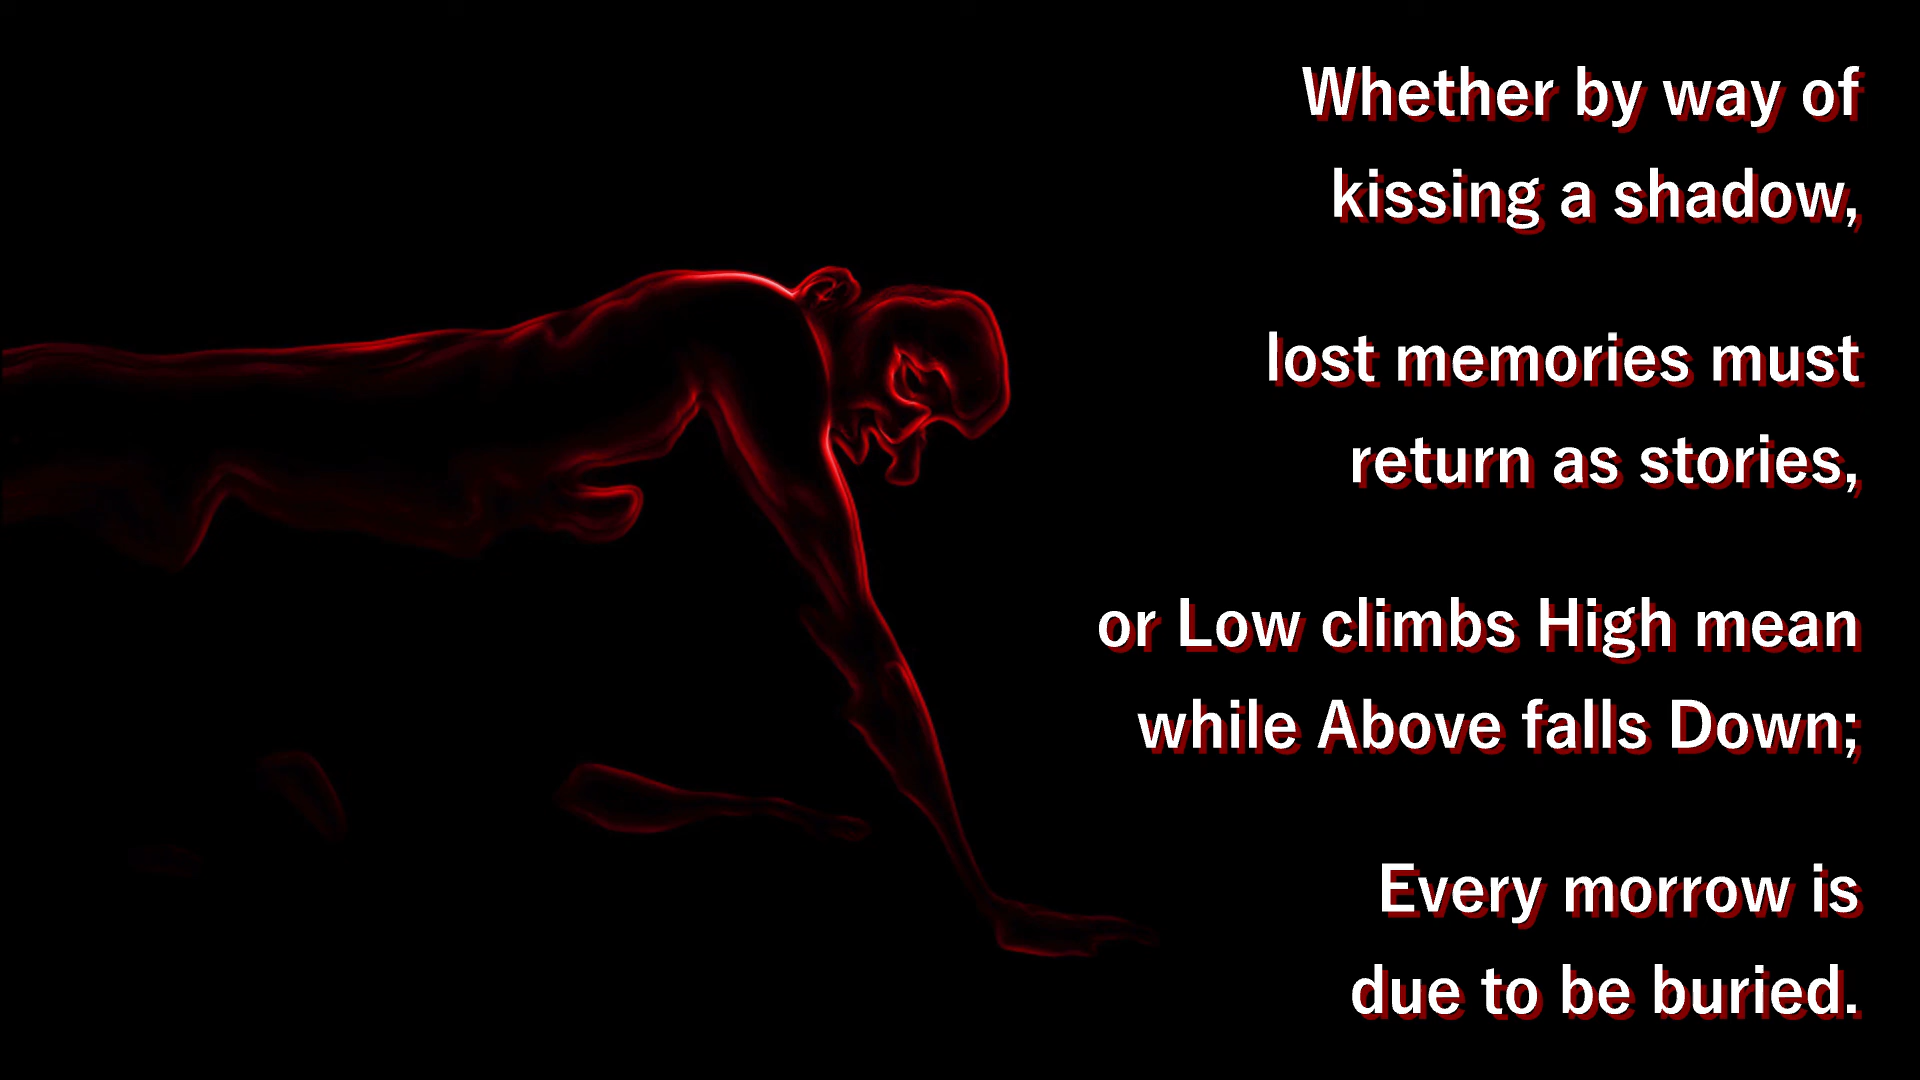 Whether by way of
kissing a shadow,
lost memories must
return as stories,
or Low climbs High mean
while Above falls Down;
Every morrow is
due to be buried.